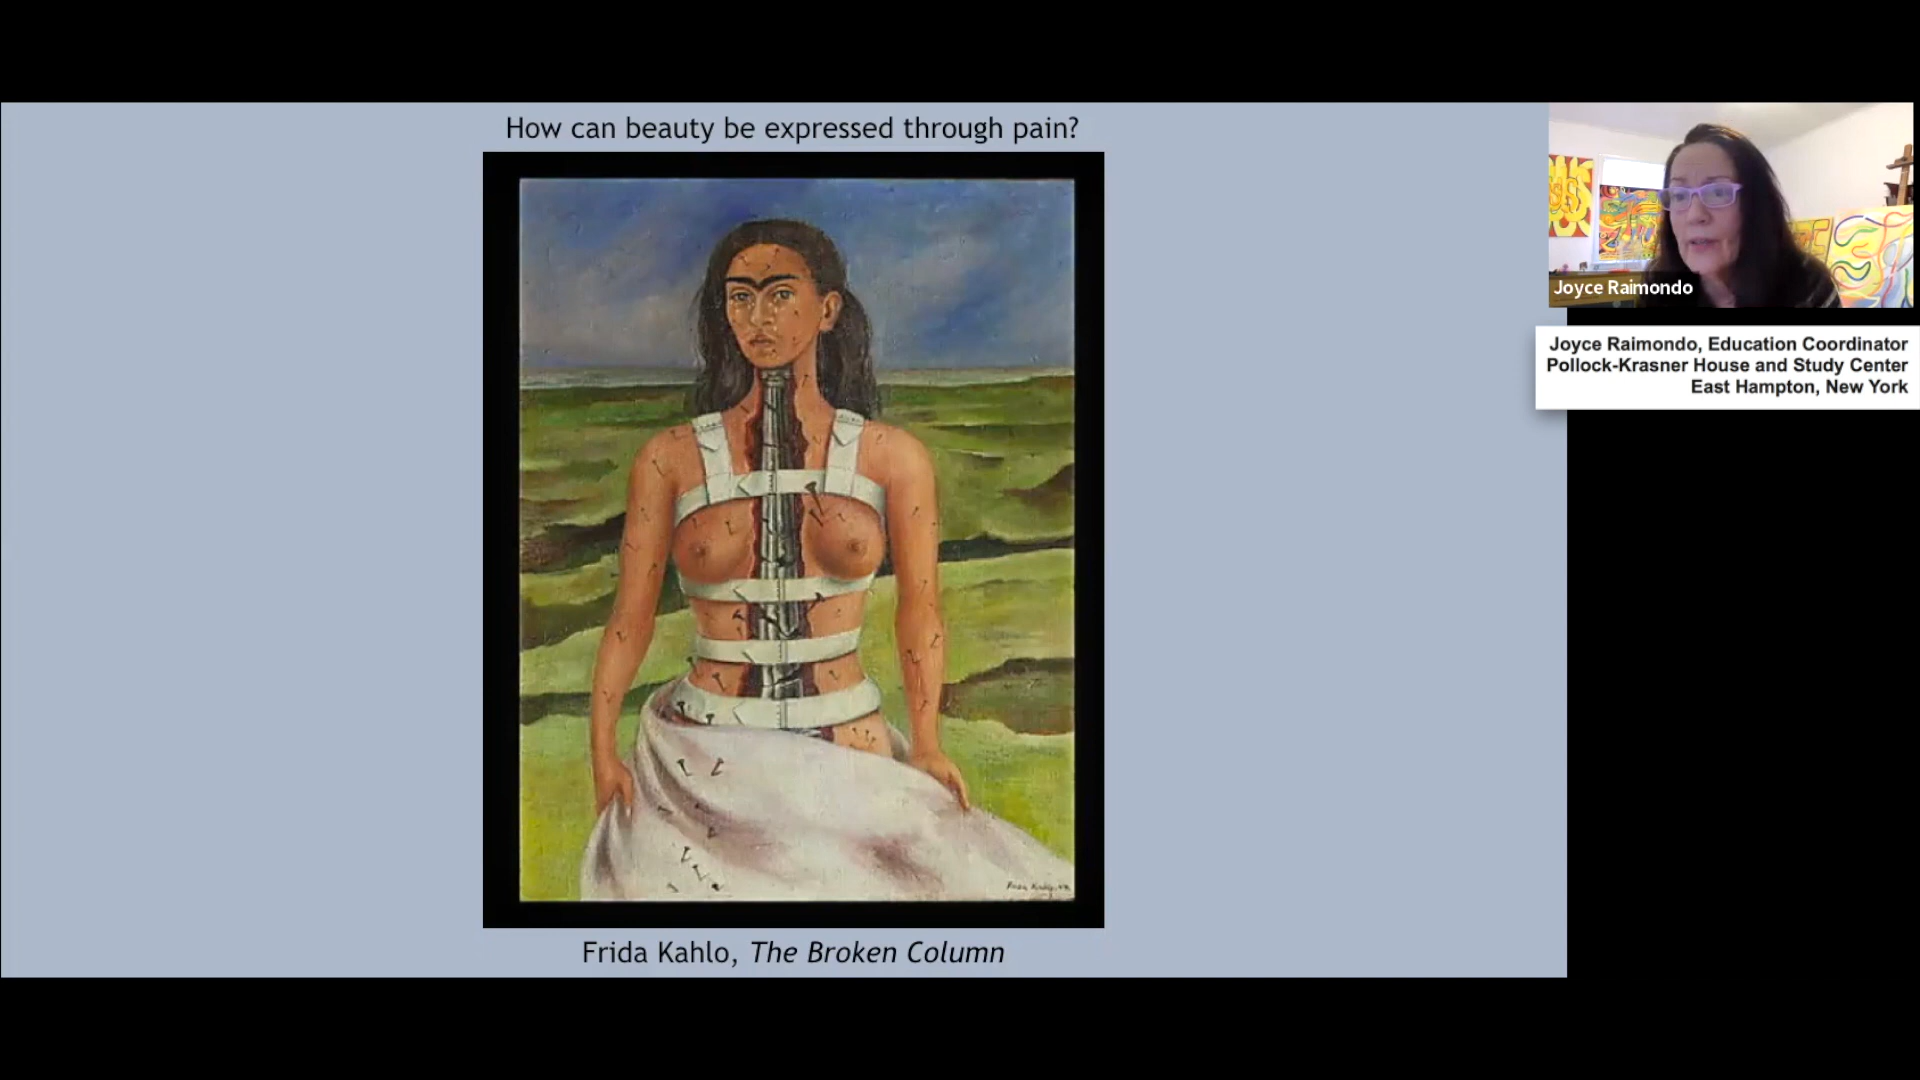 How can beauty be expressed through pain?
Joyce Raimondo
Joyce Raimondo, Education Coordinator
Pollock-Krasner House and Study Center
East Hampton, New York
Frida Kahlo, The Broken Column